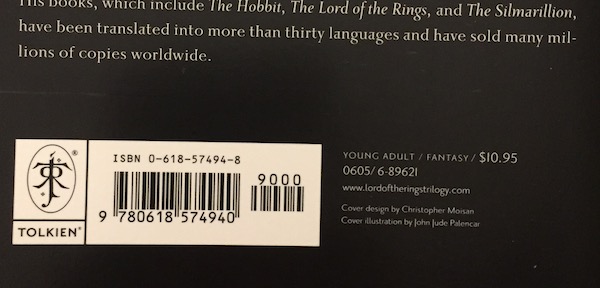 His books, which include The Hobbit, The Lord of the Rings, and The Silmarillion,
have been translated into more than thirty languages and have sold many mil-
lions of copies worldwide.
ISBN 0-618-57494-8
9000
9 780618 574940
TOLKIEN®
YOUNG ADULT / FANTASY / $10.95
0605/6-89621
www.lordoftheringstrilogy.com
Cover design by Christopher Moisan
Cover illustration by John Jude Palencar